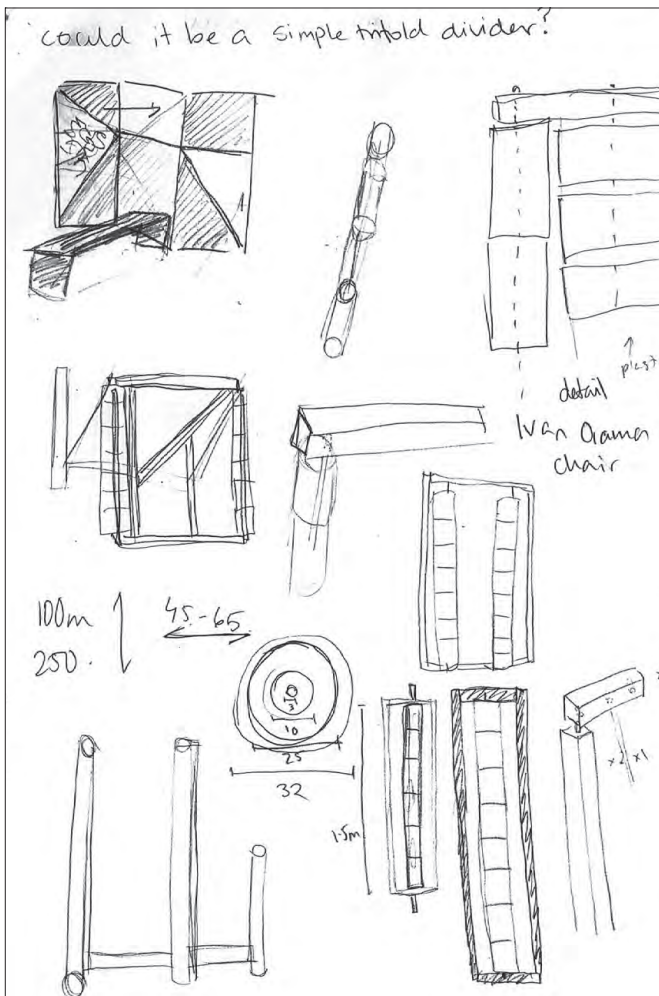 could it be a simple trifold divider?
detail
Ivan
chair
100m
250.
45.-65
3
10
25
32
1.5m
x2 x1